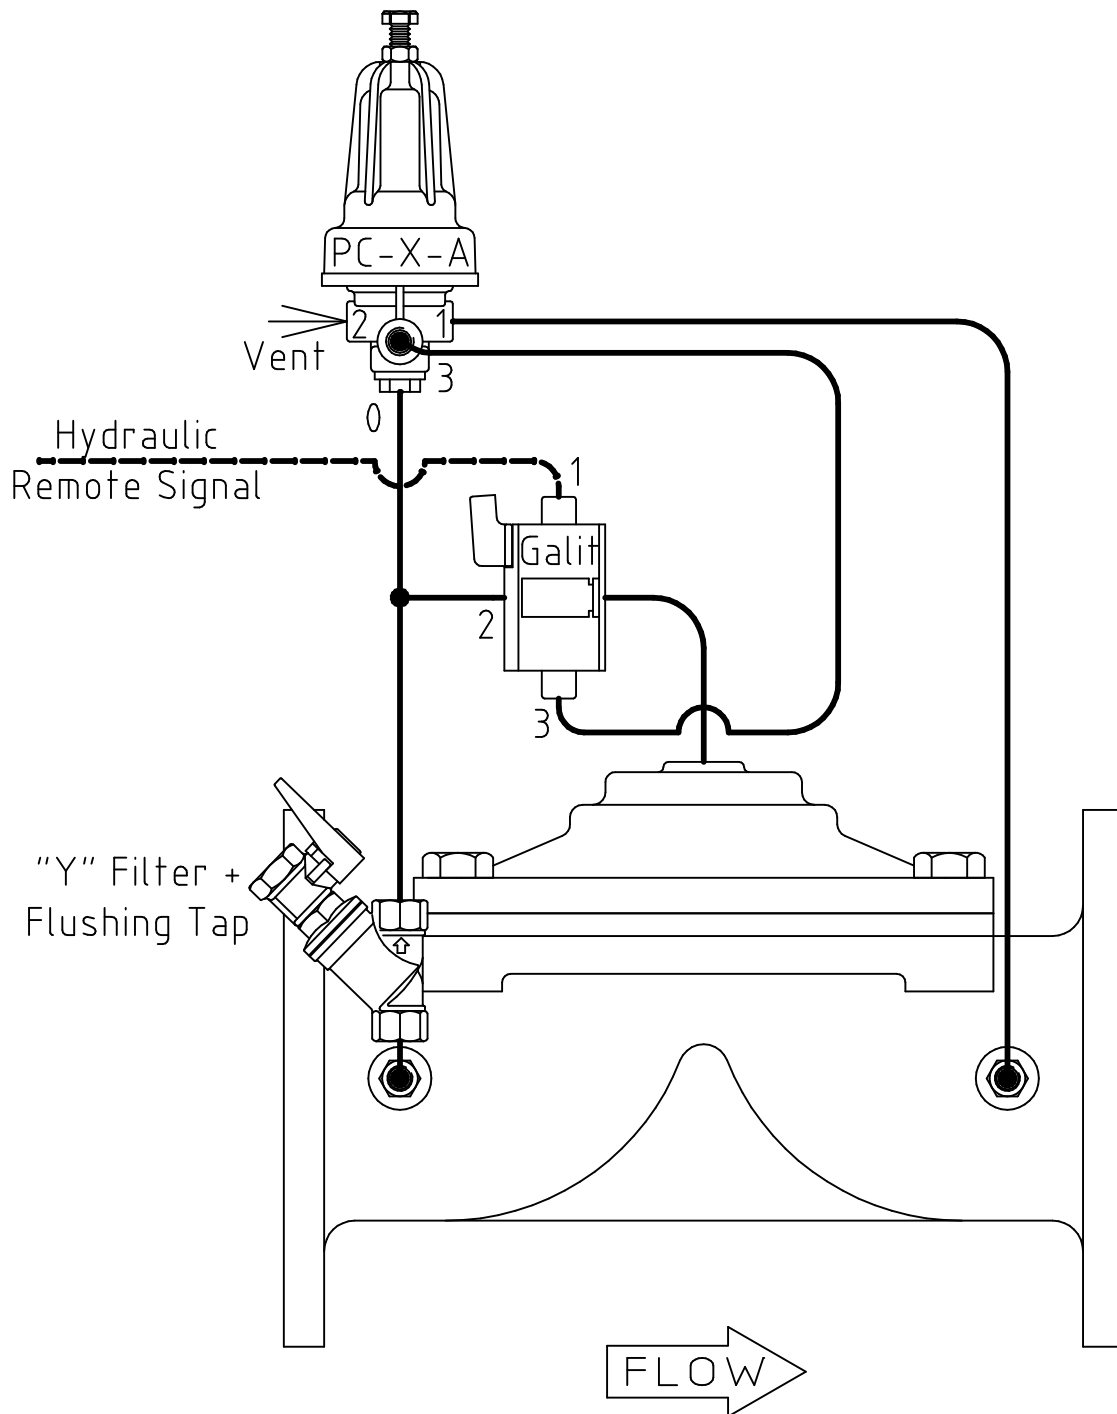 PC-X-A
2
1
Vent
3
0
Hydraulic
Remote Signal
1
Galit
2
3
"Y" Filter +
Flushing Tap
FLOW